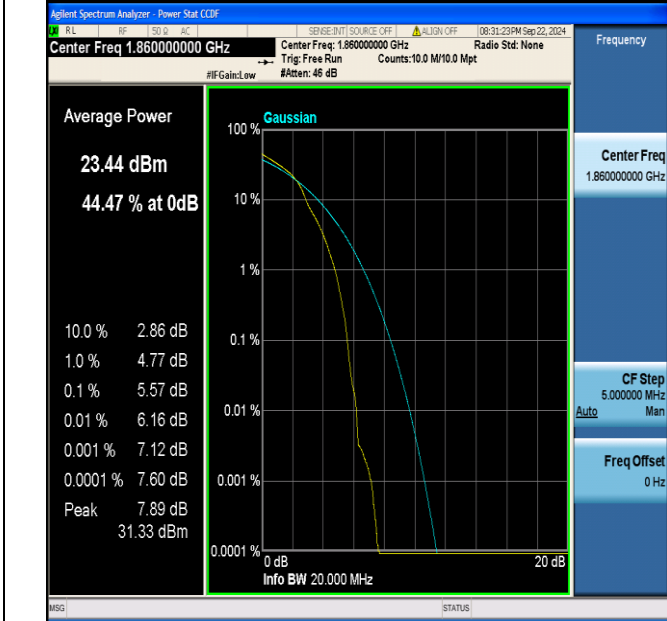 Agilent Spectrum Analyzer - Power Stat CCDF
RL RF 50 Ω AC SENSE:INT SOURCE OFF ALIGN OFF 08:31:23PM Sep 22, 2024
Center Freq 1.860000000 GHz
Center Freq: 1.860000000 GHz Radio Std: None
Trig: Free Run Counts:10.0 M/10.0 Mpt
#IFGain:Low #Atten: 46 dB
Frequency
Average Power
23.44 dBm
44.47 % at 0dB
10.0 % 2.86 dB
1.0 % 4.77 dB
0.1 % 5.57 dB
0.01 % 6.16 dB
0.001 % 7.12 dB
0.0001 % 7.60 dB
Peak 7.89 dB
31.33 dBm
Gaussian
100 %
10 %
1 %
0.1 %
0.01 %
0.001 %
0.0001 %
0 dB 20 dB
Info BW 20.000 MHz
Center Freq
1.860000000 GHz
CF Step
5.000000 MHz
Auto Man
Freq Offset
0 Hz
MSG STATUS